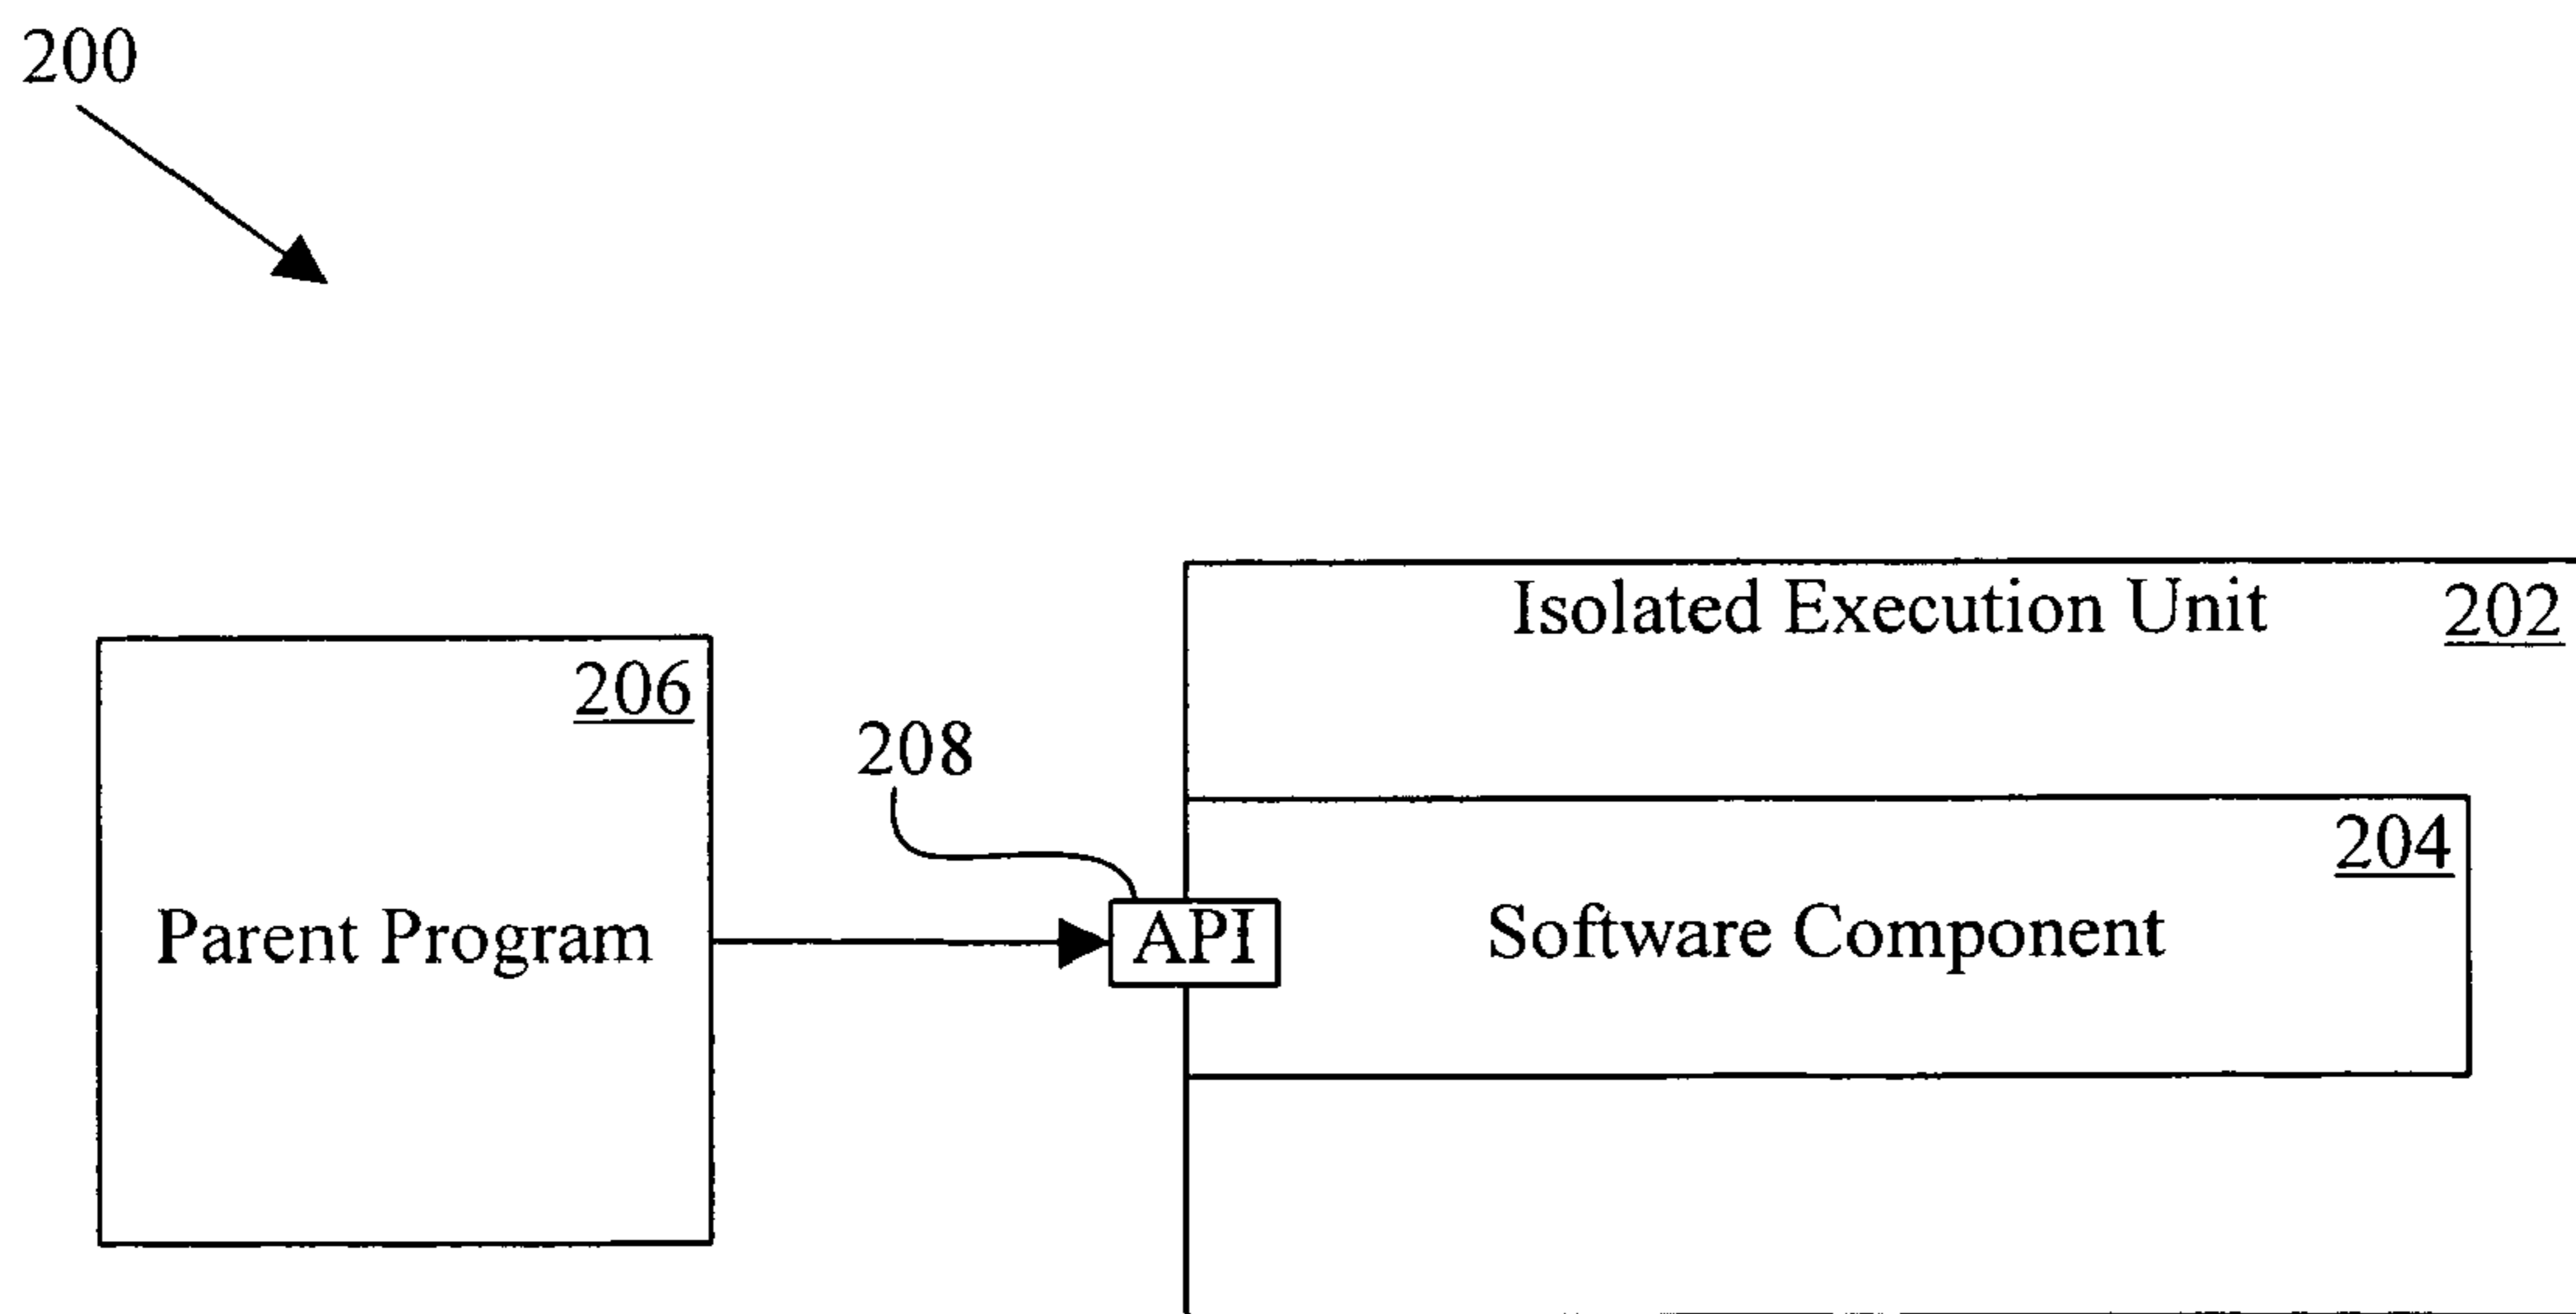 200
Isolated Execution Unit
202
206
208
204
Parent Program
API
Software Component